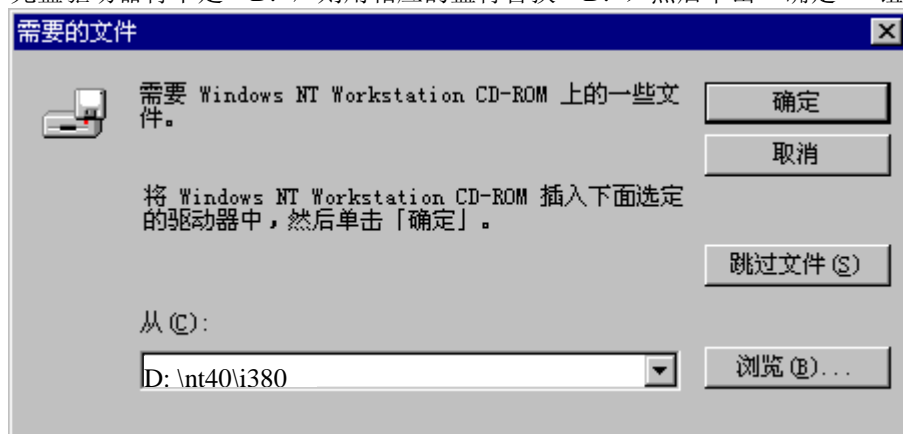 需要的文件
需要 Windows NT Workstation CD-ROM 上的一些文
件。
确定
取消
将 Windows NT Workstation CD-ROM 插入下面选定
的驱动器中，然后单击「确定」。
跳过文件(S)
从(C):
D: \nt40\i380
浏览(B)...